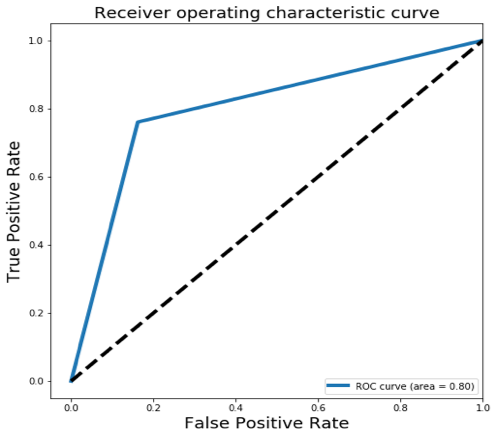 Receiver operating characteristic curve
True Positive Rate
1.0
0.8
0.6
0.4
0.2
0.0
ROC curve (area = 0.80)
0.0 0.2 0.4 0.6 0.8 1.0
False Positive Rate